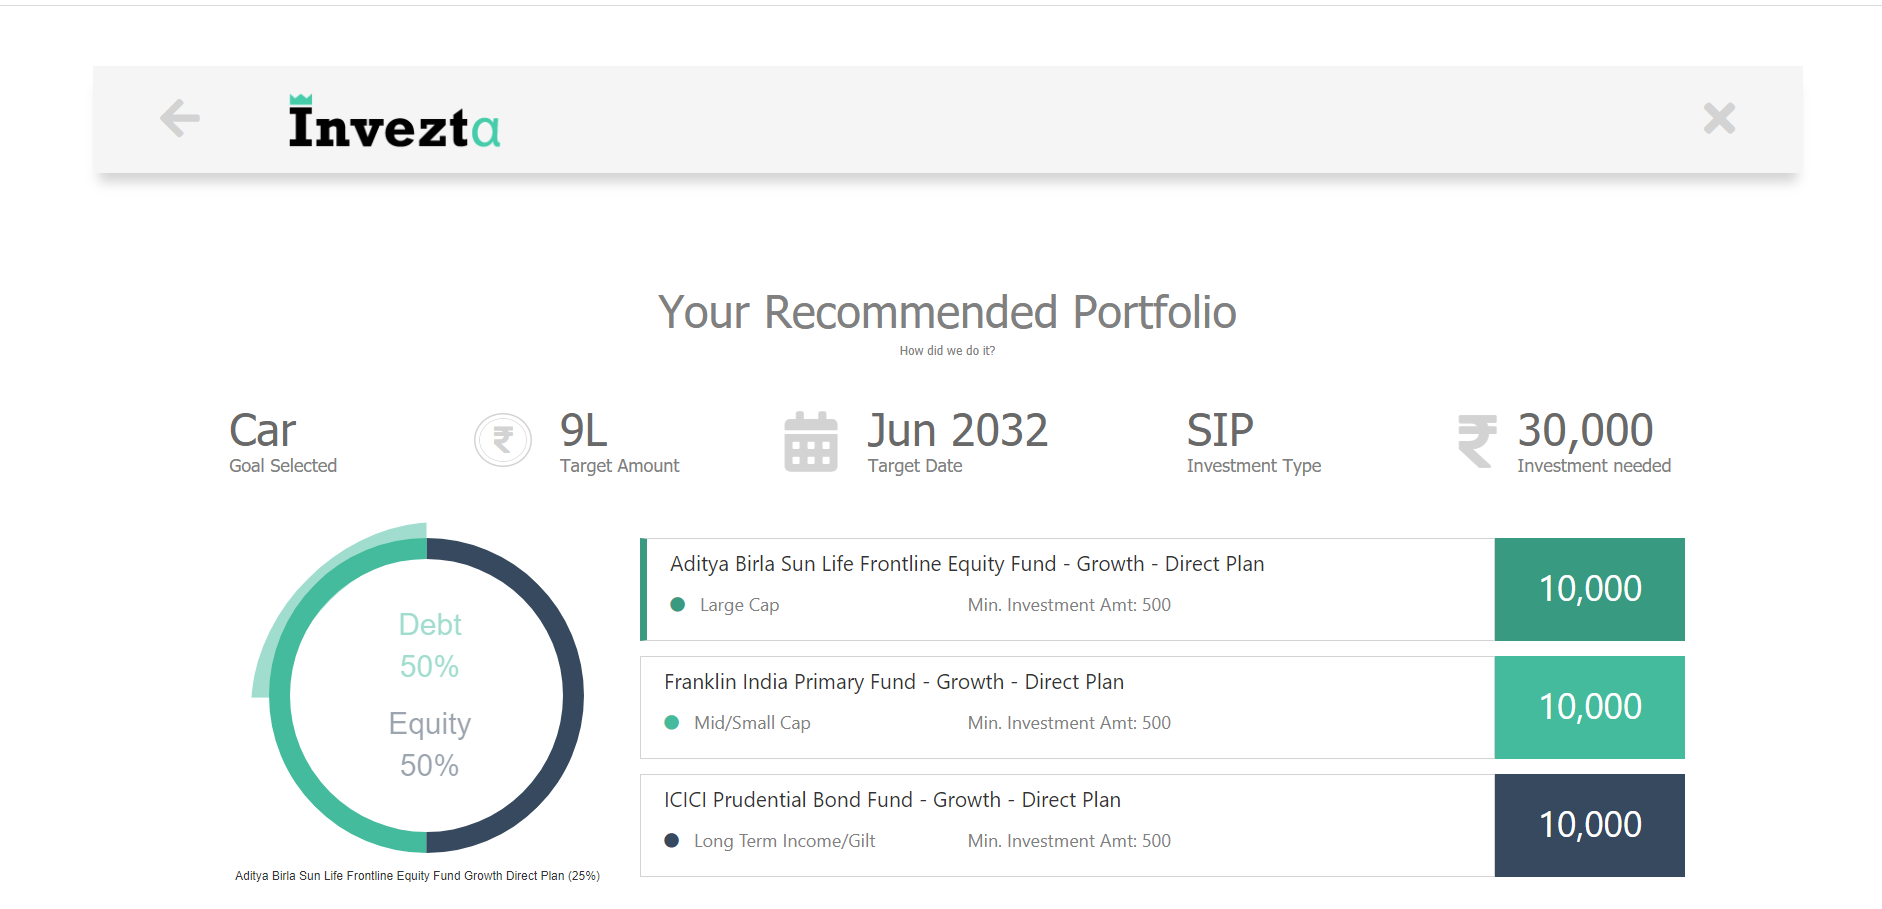 Inveztα
Your Recommended Portfolio
How did we do it?
Car
Goal Selected
9L
Target Amount
Jun 2032
Target Date
SIP
Investment Type
₹ 30,000
Investment needed
Debt
50%
Equity
50%
Aditya Birla Sun Life Frontline Equity Fund Growth Direct Plan (25%)
Aditya Birla Sun Life Frontline Equity Fund - Growth - Direct Plan
Large Cap Min. Investment Amt: 500
10,000
Franklin India Primary Fund - Growth - Direct Plan
Mid/Small Cap Min. Investment Amt: 500
10,000
ICICI Prudential Bond Fund - Growth - Direct Plan
Long Term Income/Gilt Min. Investment Amt: 500
10,000